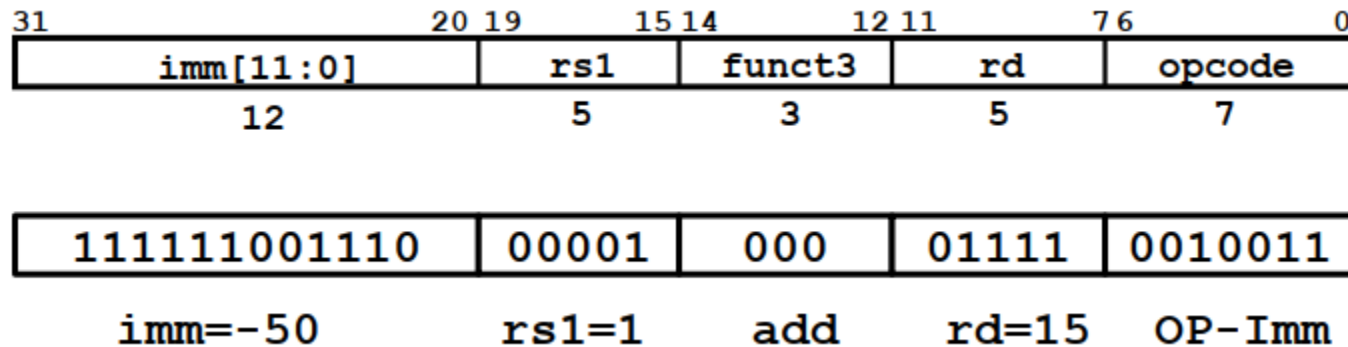 31 20 19 15 14 12 11 7 6 0
imm[11:0] rs1 funct3 rd opcode
12 5 3 5 7
111111001110 00001 000 01111 0010011
imm=-50 rs1=1 add rd=15 OP-Imm